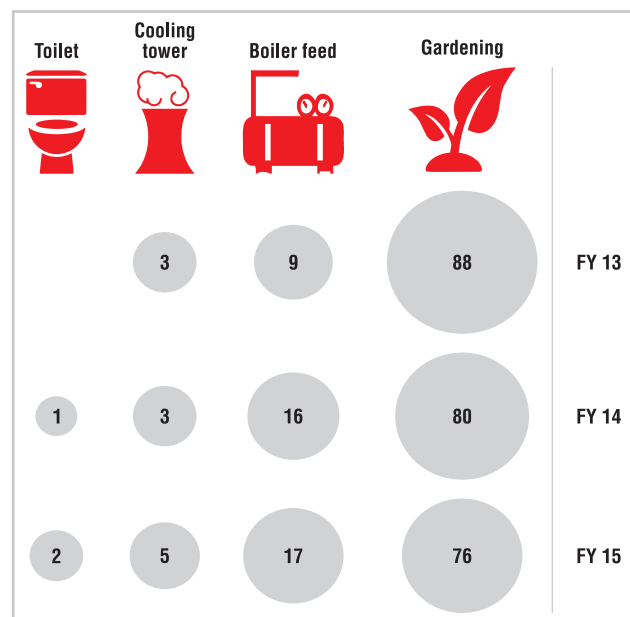 Toilet
Cooling
tower
Boiler feed
Gardening
3 9 88 FY 13
1 3 16 80 FY 14
2 5 17 76 FY 15